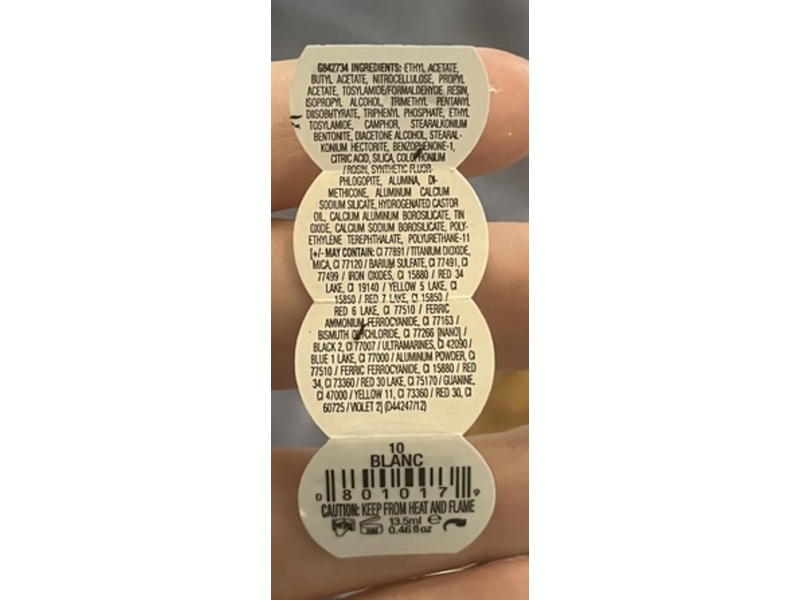 G842734 INGREDIENTS: ETHYL ACETATE,
BUTYL ACETATE, NITROCELLULOSE, PROPYL
ACETATE, TOSYLAMIDE/FORMALDEHYDE RESIN,
ISOPROPYL ALCOHOL, TRIMETHYL PENTANYL
DIISOBUTYRATE, TRIPHENYL PHOSPHATE, ETHYL
TOSYLAMIDE, CAMPHOR, STEARALKONIUM
BENTONITE, DIACETONE ALCOHOL, STEARAL-
KONIUM HECTORITE, BENZOPHENONE-1,
CITRIC ACID, SILICA, COLOPHONIUM
/ ROSIN, SYNTHETIC FLUOR-
PHLOGOPITE, ALUMINA, DI-
METHICONE, ALUMINUM CALCIUM
SODIUM SILICATE, HYDROGENATED CASTOR
OIL, CALCIUM ALUMINUM BOROSILICATE, TIN
OXIDE, CALCIUM SODIUM BOROSILICATE, POLY-
ETHYLENE TEREPHTHALATE, POLYURETHANE-11
[+/- MAY CONTAIN: CI 77891 / TITANIUM DIOXIDE,
MICA, CI 77120 / BARIUM SULFATE, CI 77491, CI
77499 / IRON OXIDES, CI 15880 / RED 34
LAKE, CI 19140 / YELLOW 5 LAKE, CI
15850 / RED 7 LAKE, CI 15850 /
RED 6 LAKE, CI 77510 / FERRIC
AMMONIUM FERROCYANIDE, CI 77163 /
BISMUTH OXYCHLORIDE, CI 77266 [NANO] /
BLACK 2, CI 77007 / ULTRAMARINES, CI 42090 /
BLUE 1 LAKE, CI 77000 / ALUMINUM POWDER, CI
77510 / FERRIC FERROCYANIDE, CI 15880 / RED
34, CI 73360 / RED 30 LAKE, CI 75170 / GUANINE,
CI 47000 / YELLOW 11, CI 73360 / RED 30, CI
60725 / VIOLET 2] (D44247/12)
10
BLANC
0 801017 9
CAUTION: KEEP FROM HEAT AND FLAME
13.5ml e
0.46 fl oz